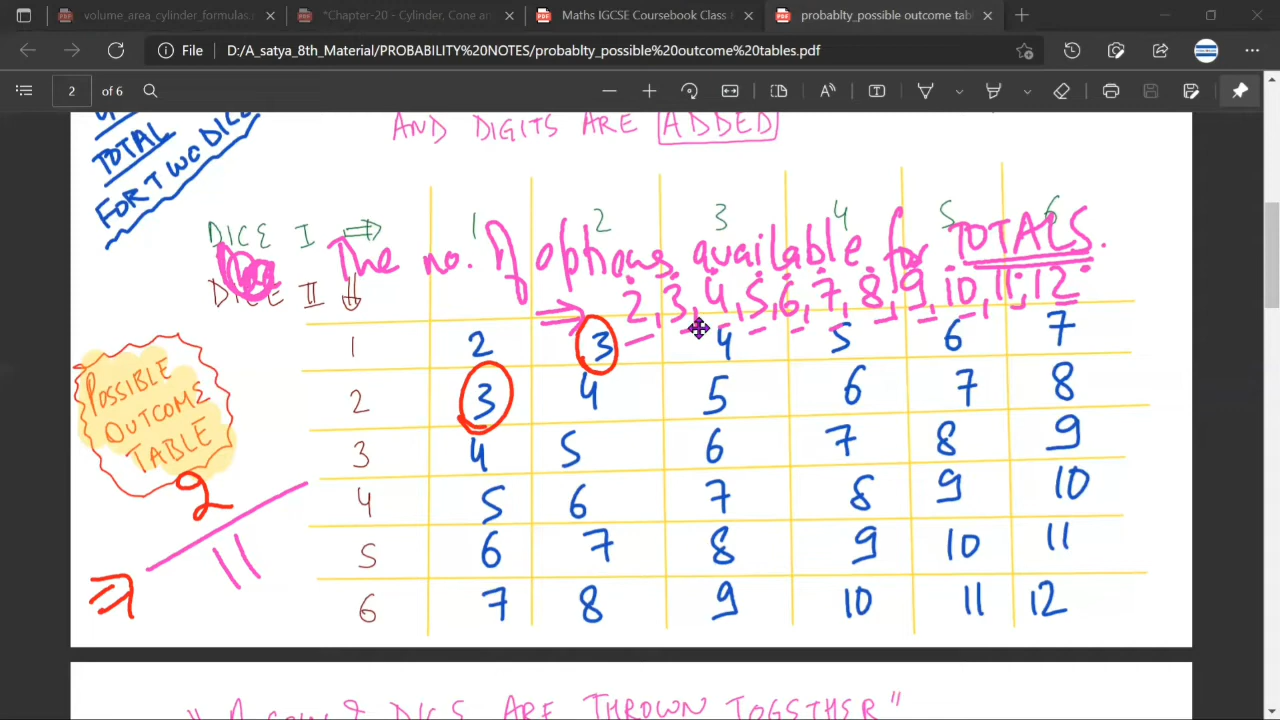 volume_area_cylinder_formulas.
*Chapter-20 - Cylinder, Cone an
Maths IGCSE Coursebook Class
probablty_possible outcome tab
File D:/A_satya_8th_Material/PROBABILITY%20NOTES/probablty_possible%20outcome%20tables.pdf
2 of 6
TOTAL
FOR TWO DICE
AND DIGITS ARE ADDED
DICE I ⇒ 1 2 3 4 5 6
The no. of options available for TOTALS.
DICE II ⇓
⇒ 2, 3, 4, 5, 6, 7, 8, 9, 10, 11, 12
1 2 3 4 5 6 7
2 3 4 5 6 7 8
3 4 5 6 7 8 9
4 5 6 7 8 9 10
5 6 7 8 9 10 11
6 7 8 9 10 11 12
POSSIBLE
OUTCOME
TABLE
2
11
⇒
DICE ARE THROWN TOGETHER"